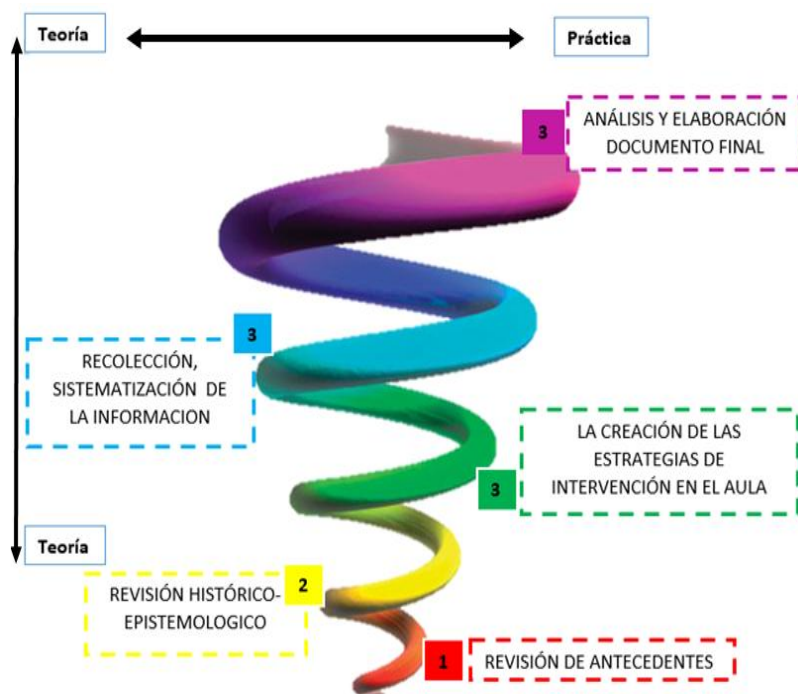 Teoría
Práctica
3
ANÁLISIS Y ELABORACIÓN
DOCUMENTO FINAL
3
RECOLECCIÓN,
SISTEMATIZACIÓN DE
LA INFORMACION
LA CREACIÓN DE LAS
ESTRATEGIAS DE
INTERVENCIÓN EN EL AULA
3
Teoría
2
REVISIÓN HISTÓRICO-
EPISTEMOLOGICO
1
REVISIÓN DE ANTECEDENTES